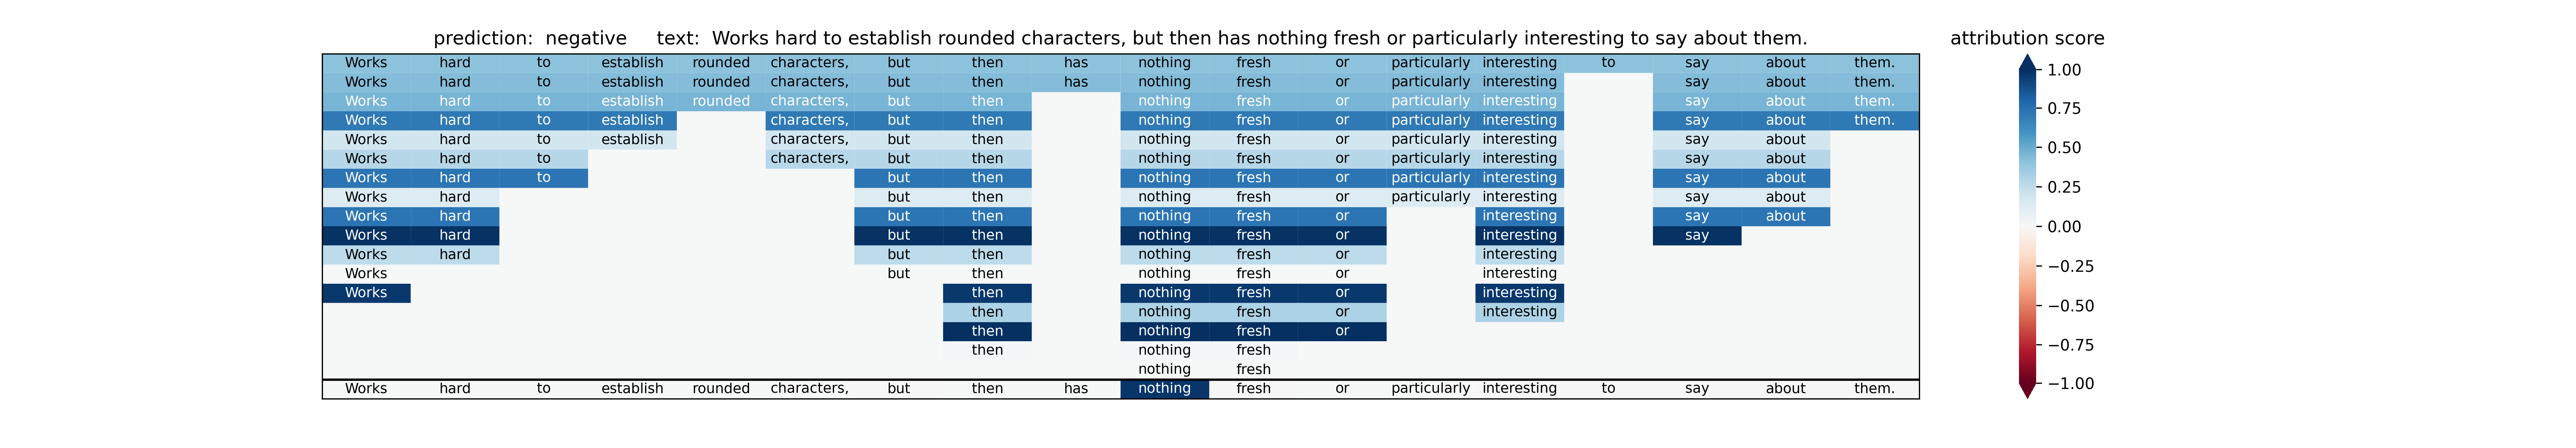 prediction: negative text: Works hard to establish rounded characters, but then has nothing fresh or particularly interesting to say about them.
attribution score
Works hard to establish rounded characters, but then has nothing fresh or particularly interesting to say about them.
Works hard to establish rounded characters, but then has nothing fresh or particularly interesting say about them.
Works hard to establish rounded characters, but then nothing fresh or particularly interesting say about them.
Works hard to establish characters, but then nothing fresh or particularly interesting say about them.
Works hard to establish characters, but then nothing fresh or particularly interesting say about
Works hard to characters, but then nothing fresh or particularly interesting say about
Works hard to but then nothing fresh or particularly interesting say about
Works hard but then nothing fresh or particularly interesting say about
Works hard but then nothing fresh or interesting say about
Works hard but then nothing fresh or interesting say
Works hard but then nothing fresh or interesting
Works but then nothing fresh or interesting
Works then nothing fresh or interesting
then nothing fresh or interesting
then nothing fresh or
then nothing fresh
nothing fresh
Works hard to establish rounded characters, but then has nothing fresh or particularly interesting to say about them.
1.00
0.75
0.50
0.25
0.00
−0.25
−0.50
−0.75
−1.00